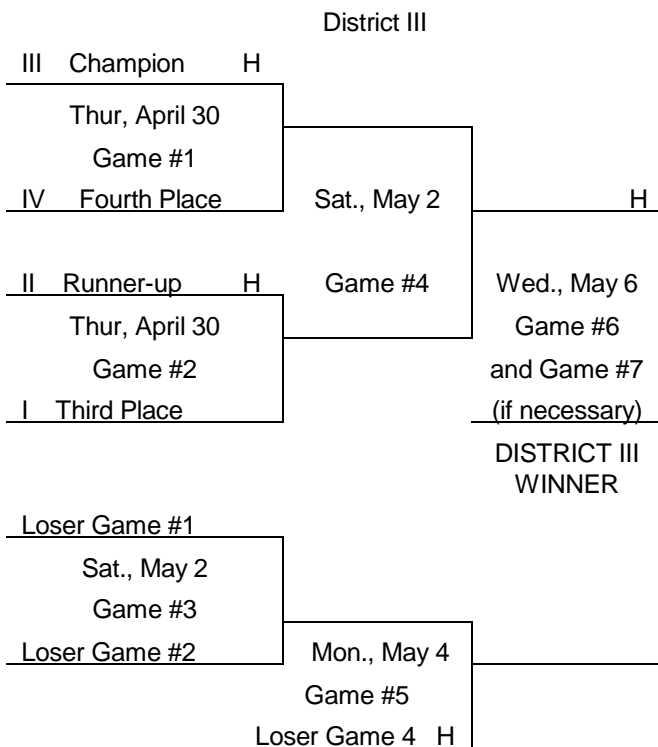 District III
III Champion H
Thur, April 30
Game #1
IV Fourth Place
Sat., May 2
H
II Runner-up H
Game #4
Wed., May 6
Thur, April 30
Game #6
Game #2
and Game #7
I Third Place
(if necessary)
DISTRICT III
WINNER
Loser Game #1
Sat., May 2
Game #3
Loser Game #2
Mon., May 4
Game #5
Loser Game 4 H